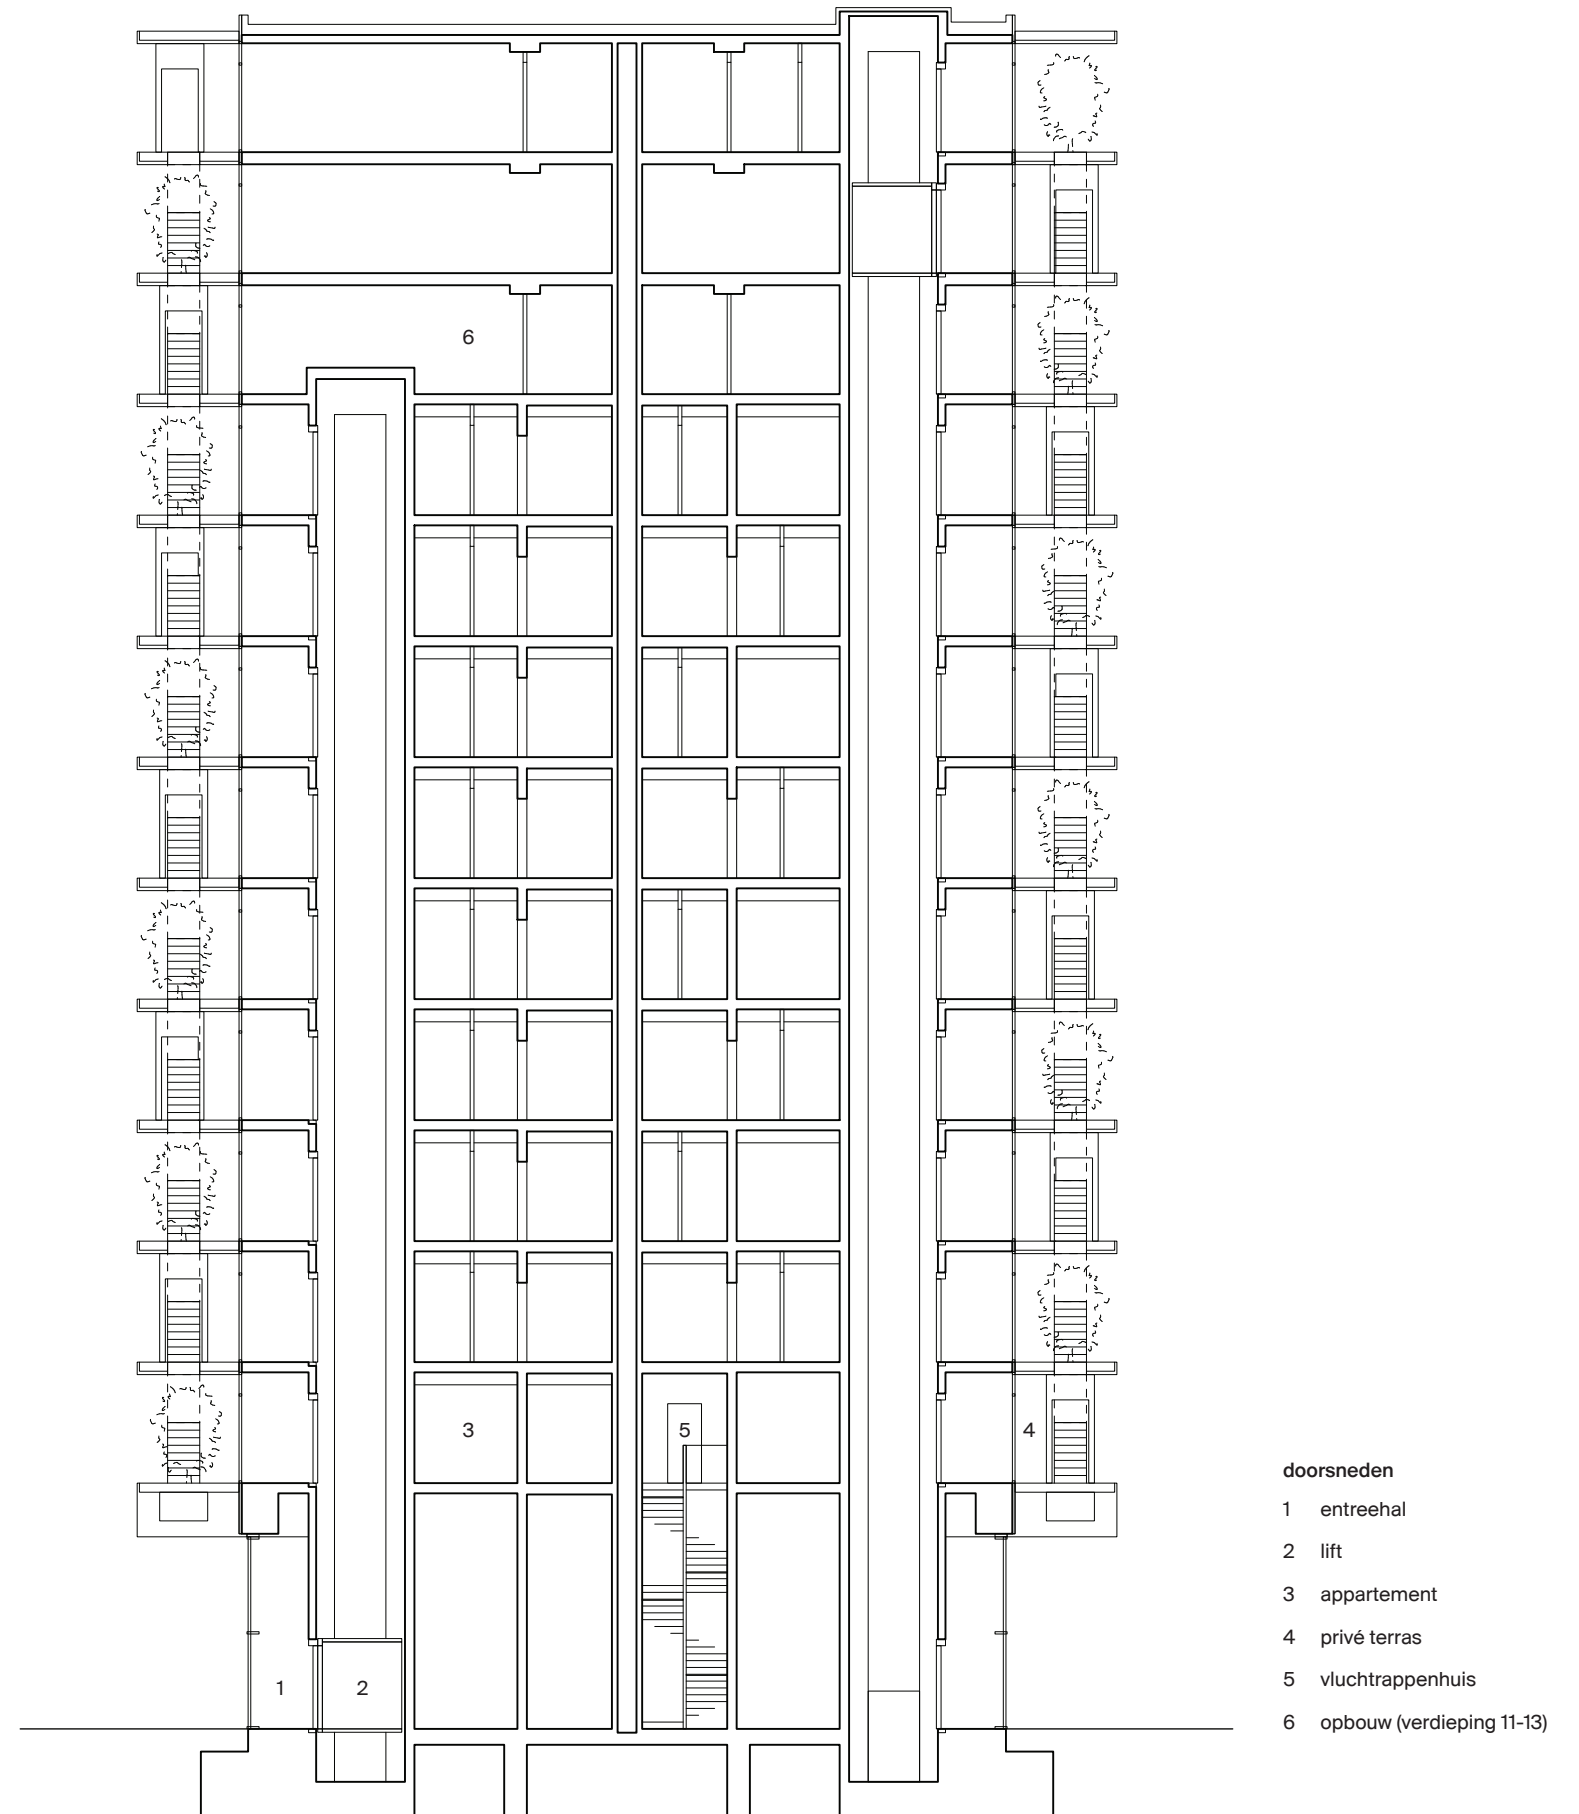 6
3
5
4
1
2
doorsneden
1 entreehal
2 lift
3 appartement
4 privé terras
5 vluchtrappenhuis
6 opbouw (verdieping 11-13)